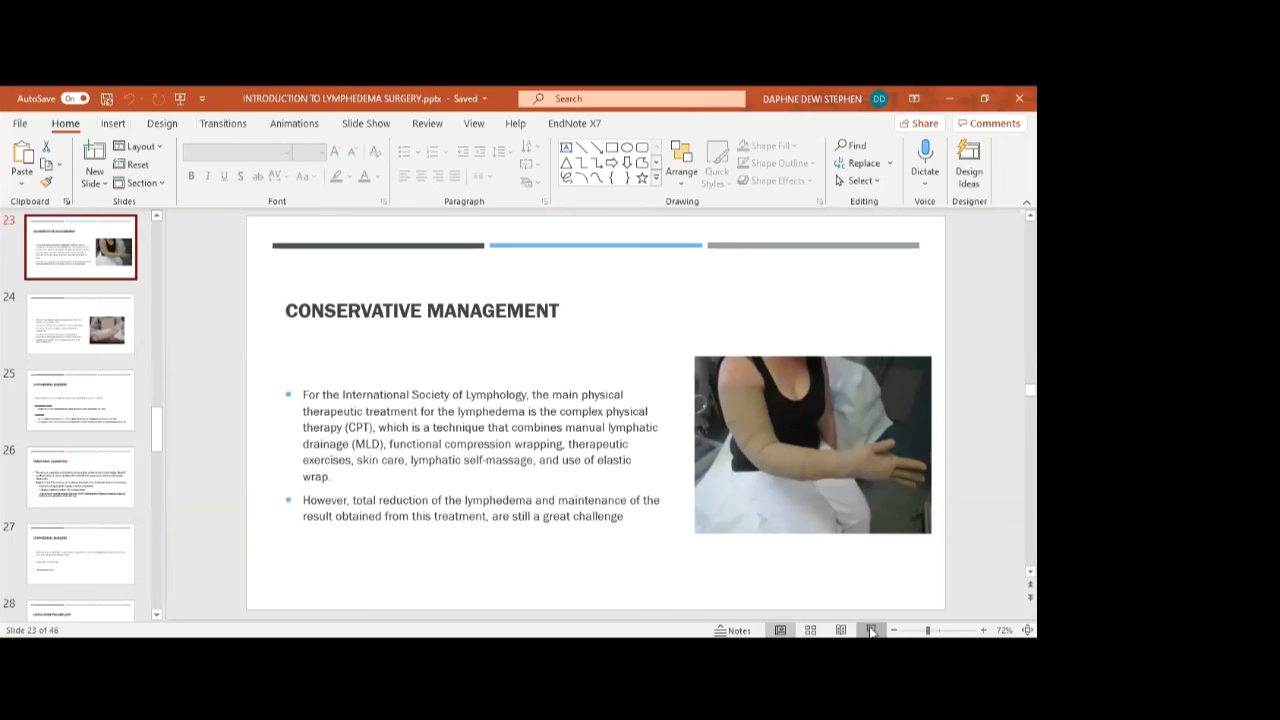 AutoSave On INTRODUCTION TO LYMPHEDEMA SURGERY.pptx - Saved Search DAPHNE DEWI STEPHEN DD
File Home Insert Design Transitions Animations Slide Show Review View Help EndNote X7 Share Comments
Paste
New Slide
Layout
Reset
Section
B I U S ab AV Aa A
Arrange
Quick Styles
Shape Fill
Shape Outline
Shape Effects
Find
Replace
Select
Dictate
Design Ideas
Clipboard Slides Font Paragraph Drawing Editing Voice Designer
23
24
25
26
27
28
CONSERVATIVE MANAGEMENT
For the International Society of Lymphology, the main physical
therapeutic treatment for the lymphedema is the complex physical
therapy (CPT), which is a technique that combines manual lymphatic
drainage (MLD), functional compression wrapping, therapeutic
exercises, skin care, lymphatic self-massage, and use of elastic
wrap.
However, total reduction of the lymphedema and maintenance of the
result obtained from this treatment, are still a great challenge
Slide 23 of 46 Notes 72%